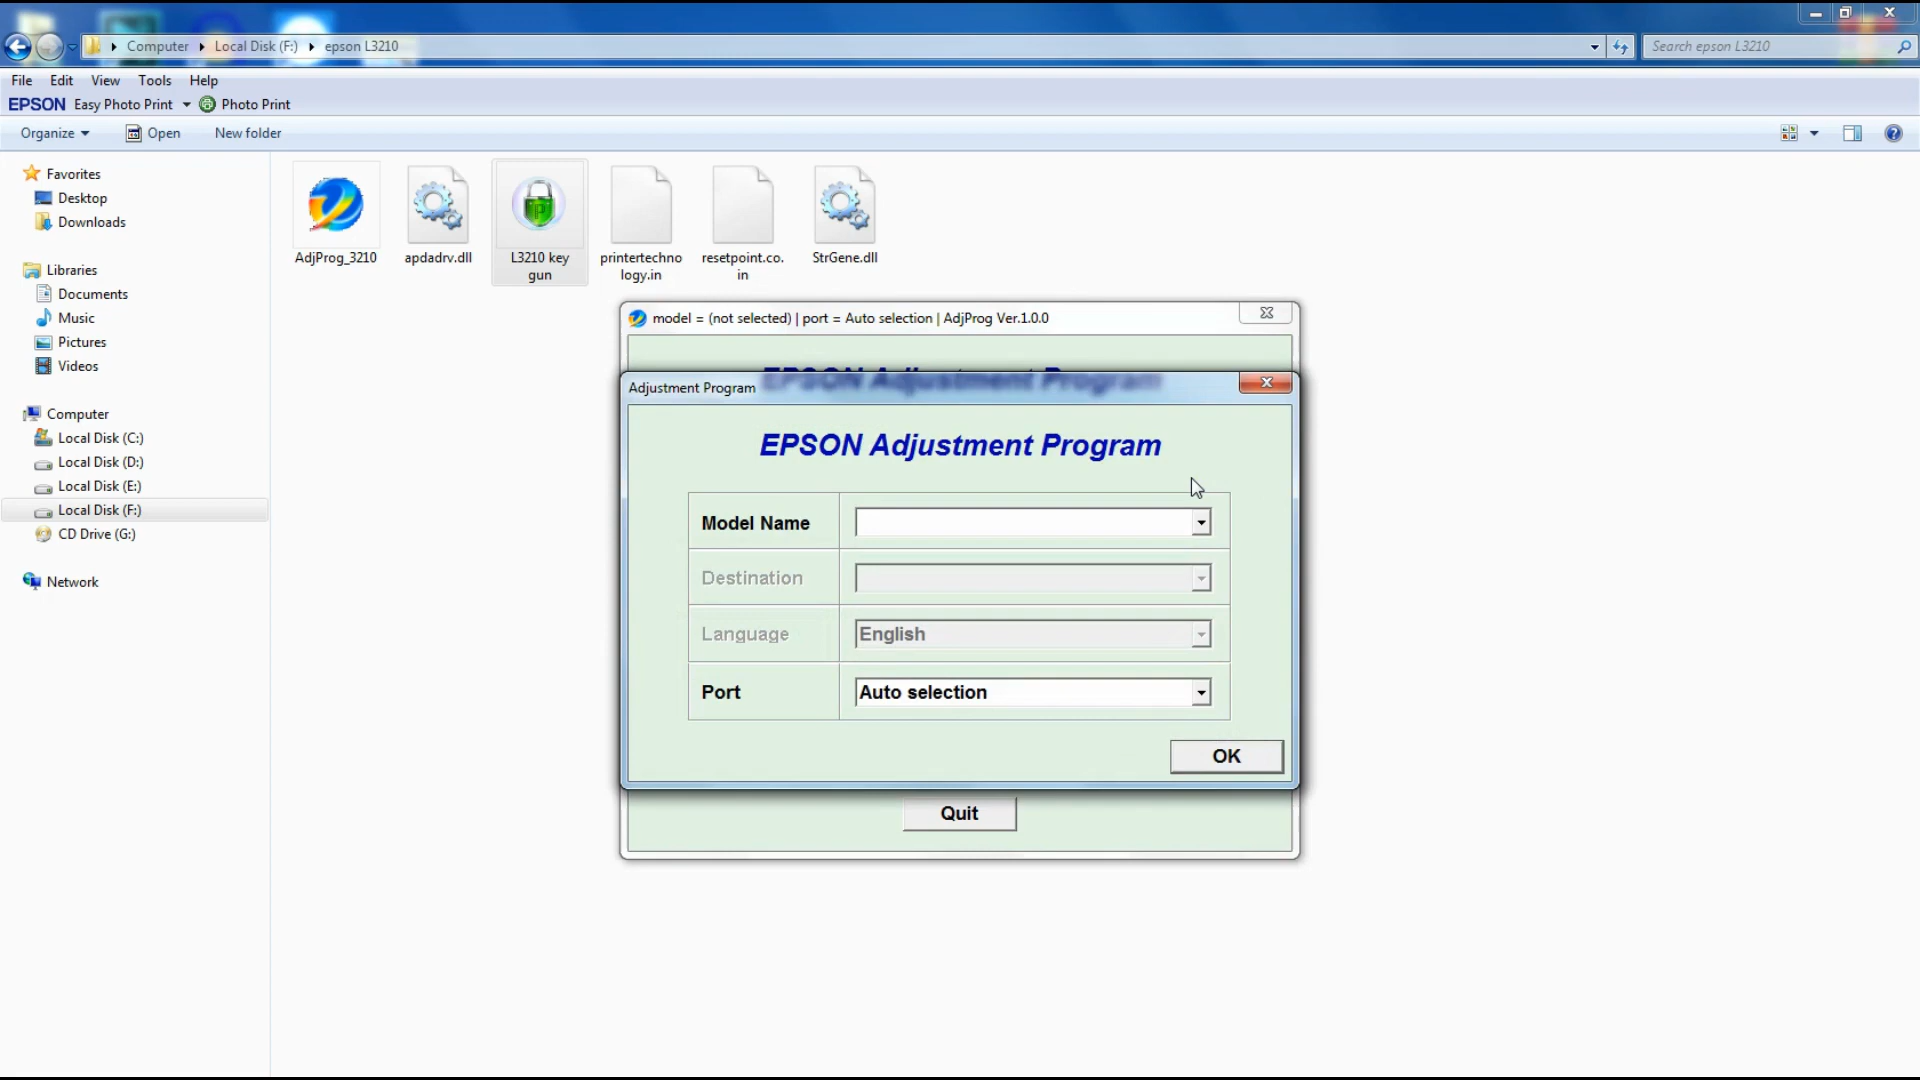 Computer Local Disk (F:) epson L3210
Search epson L3210
File Edit View Tools Help
EPSON Easy Photo Print Photo Print
Organize Open New folder
Favorites
Desktop
Downloads
Libraries
Documents
Music
Pictures
Videos
Computer
Local Disk (C:)
Local Disk (D:)
Local Disk (E:)
Local Disk (F:)
CD Drive (G:)
Network
AdjProg_3210
apdadrv.dll
L3210 key
gun
printertechno
logy.in
resetpoint.co.
in
StrGene.dll
model = (not selected) | port = Auto selection | AdjProg Ver.1.0.0
EPSON Adjustment Program
Adjustment Program
EPSON Adjustment Program
Model Name
Destination
Language English
Port Auto selection
OK
Quit